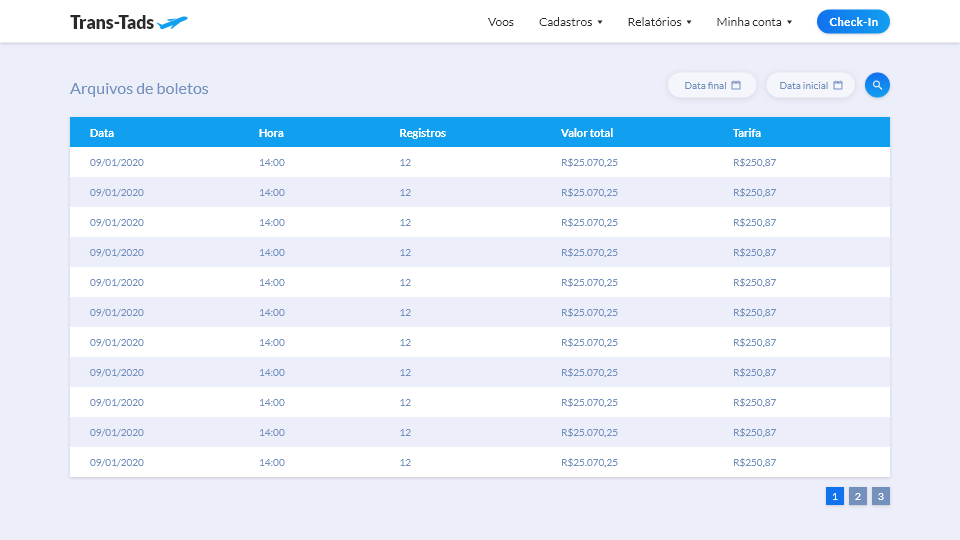 Trans-Tads Voos Cadastros Relatórios Minha conta Check-In
Arquivos de boletos Data final Data inicial
Data Hora Registros Valor total Tarifa
09/01/2020 14:00 12 R$25.070,25 R$250,87
09/01/2020 14:00 12 R$25.070,25 R$250,87
09/01/2020 14:00 12 R$25.070,25 R$250,87
09/01/2020 14:00 12 R$25.070,25 R$250,87
09/01/2020 14:00 12 R$25.070,25 R$250,87
09/01/2020 14:00 12 R$25.070,25 R$250,87
09/01/2020 14:00 12 R$25.070,25 R$250,87
09/01/2020 14:00 12 R$25.070,25 R$250,87
09/01/2020 14:00 12 R$25.070,25 R$250,87
09/01/2020 14:00 12 R$25.070,25 R$250,87
09/01/2020 14:00 12 R$25.070,25 R$250,87
1 2 3